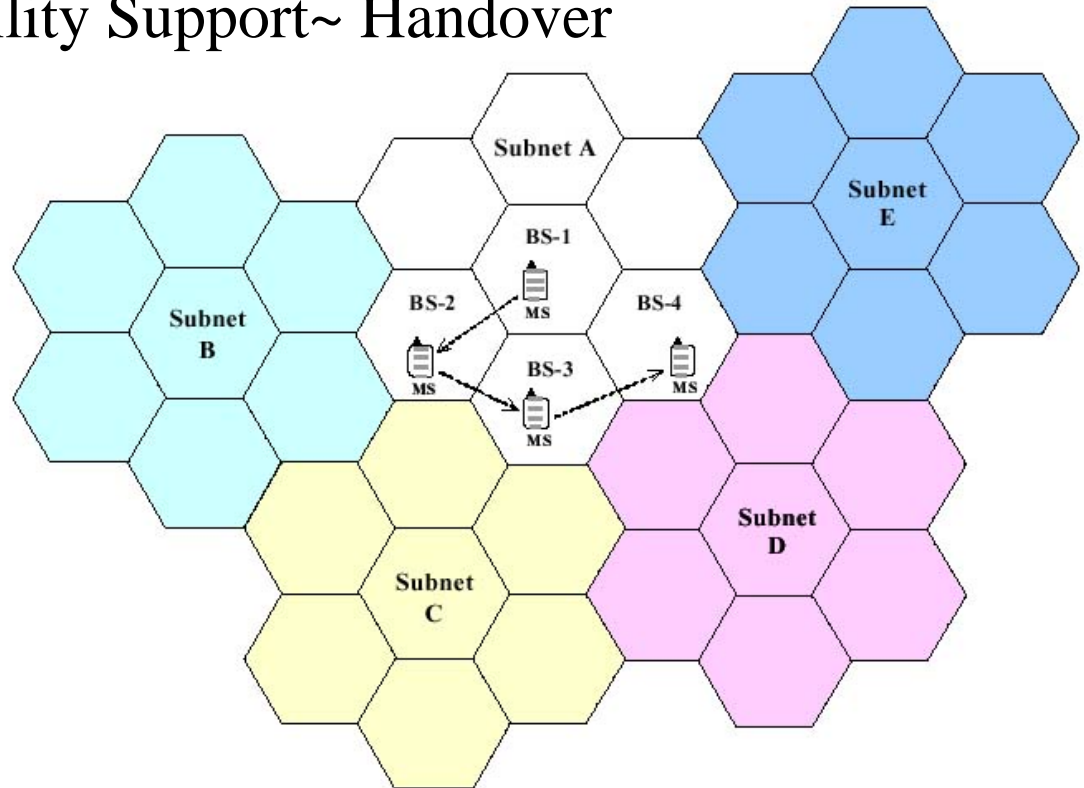 ility Support~ Handover
Subnet A
Subnet
E
BS-1
MS
BS-2
MS
BS-4
MS
BS-3
MS
Subnet
B
Subnet
D
Subnet
C